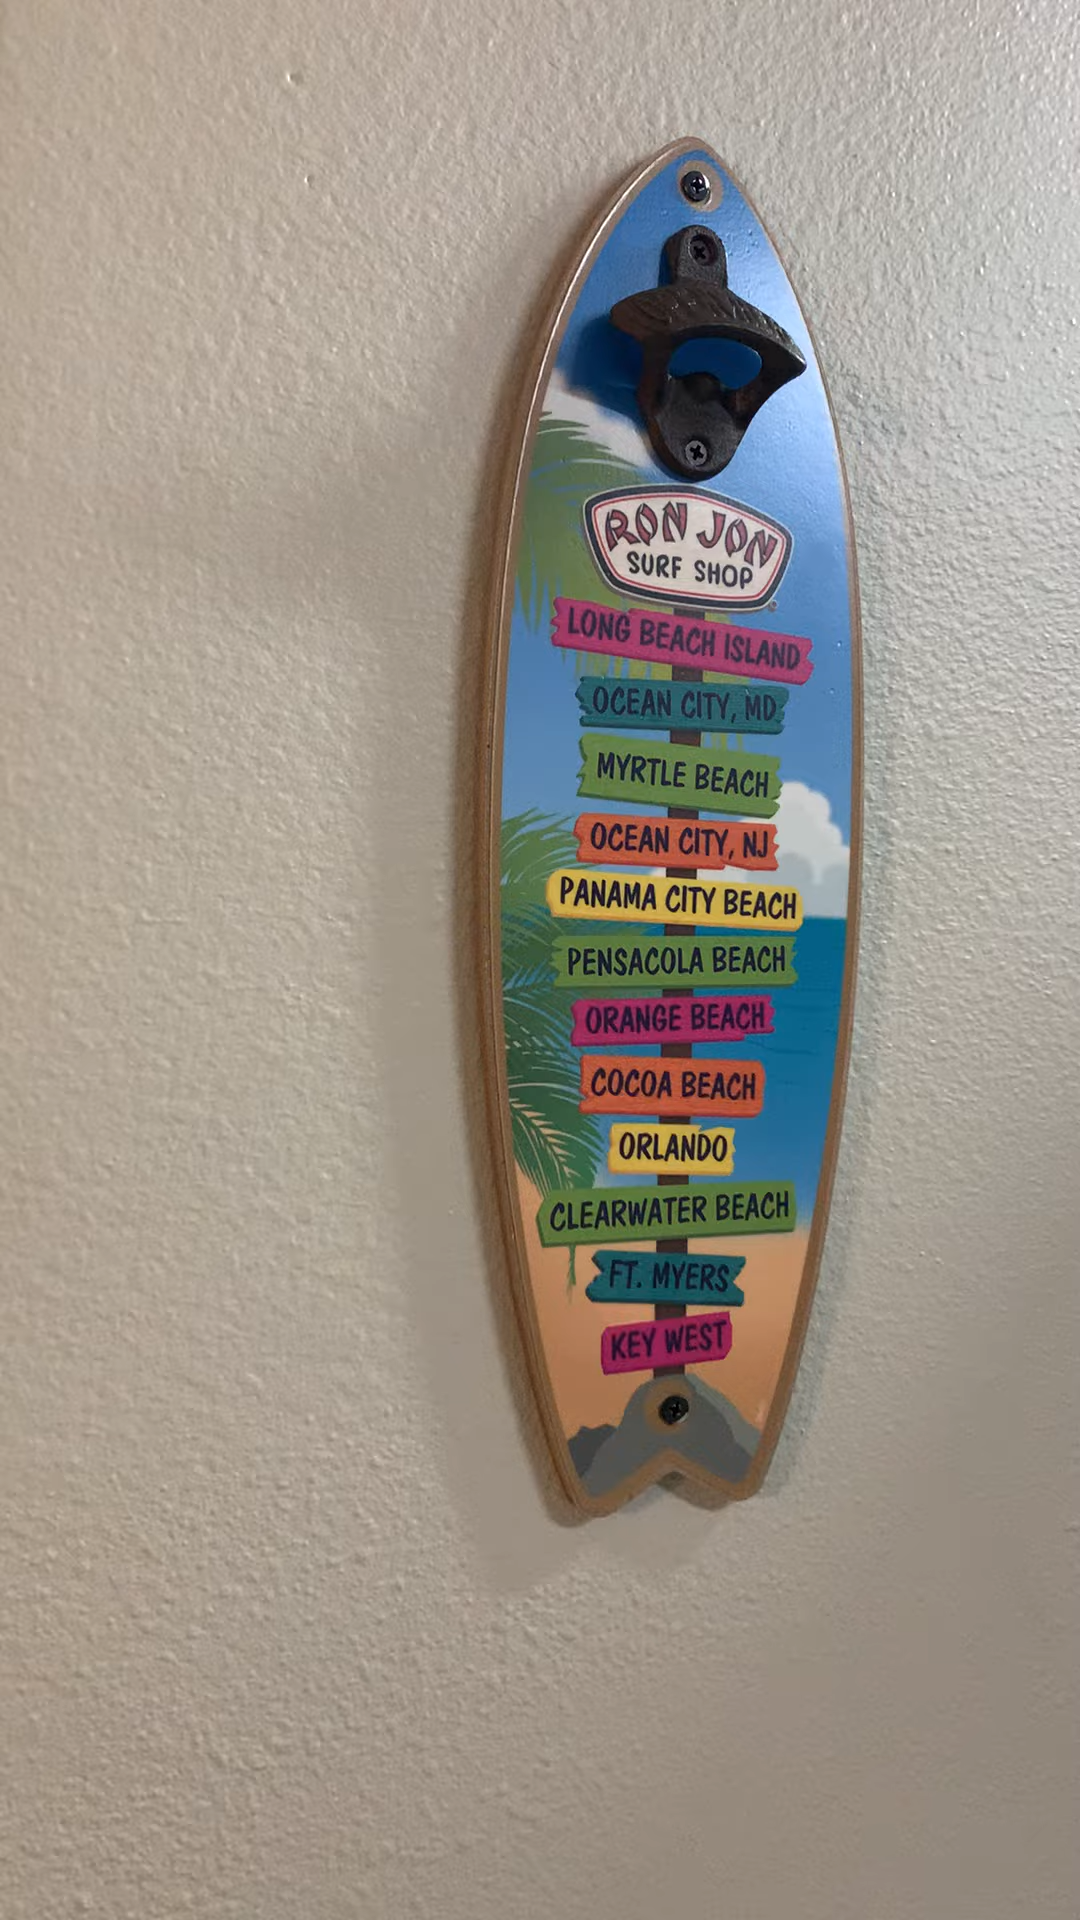 RON JON
SURF SHOP
LONG BEACH ISLAND
OCEAN CITY, MD
MYRTLE BEACH
OCEAN CITY, NJ
PANAMA CITY BEACH
PENSACOLA BEACH
ORANGE BEACH
COCOA BEACH
ORLANDO
CLEARWATER BEACH
FT. MYERS
KEY WEST